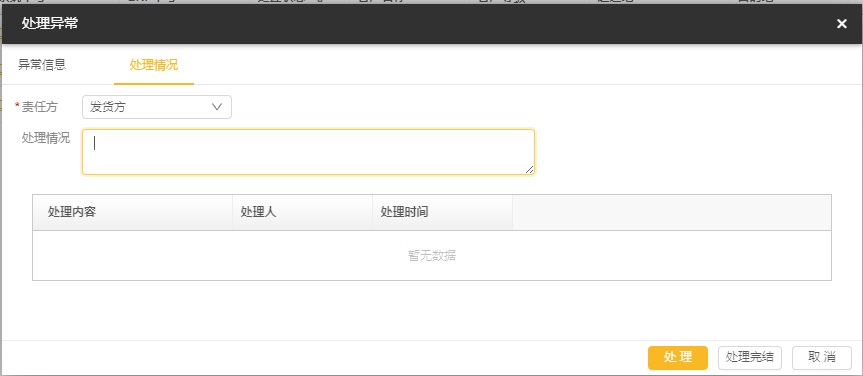 处理异常
异常信息 处理情况
*责任方 发货方
处理情况
处理内容 处理人 处理时间
暂无数据
处 理 处理完结 取 消